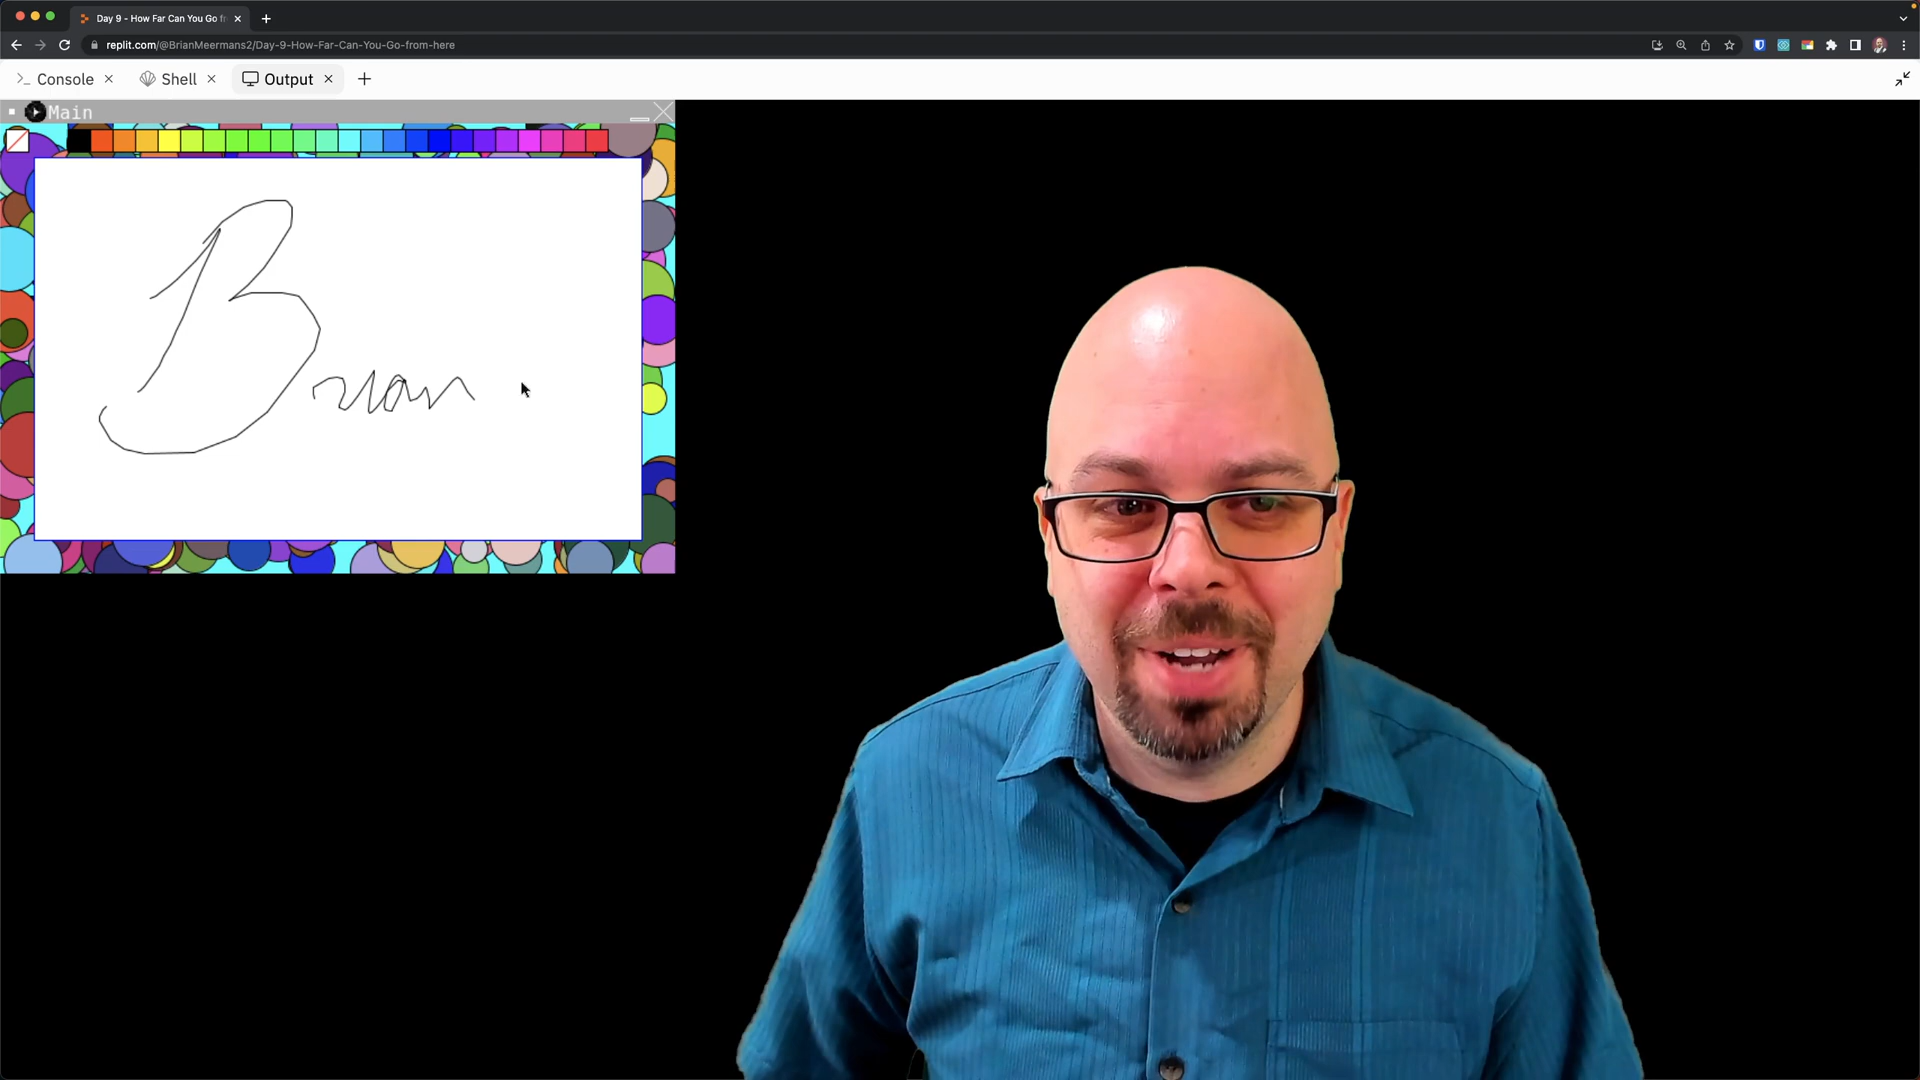 Day 9 - How Far Can You Go fr
replit.com/@BrianMeermans2/Day-9-How-Far-Can-You-Go-from-here
Console
Shell
Output
Main
Brian